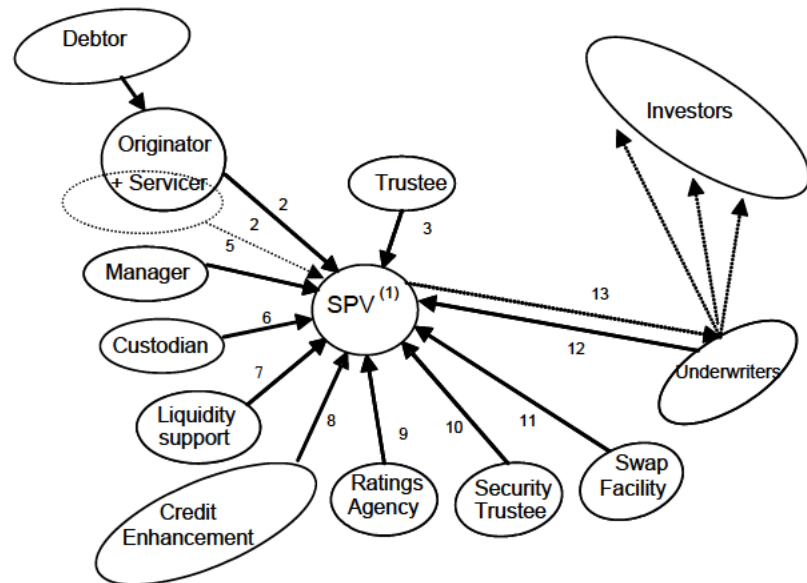 Debtor
Originator
+ Servicer
2
2
5
Trustee
3
Investors
Manager
SPV (1)
13
12
6
Custodian
Underwriters
7
Liquidity
support
8
9
10
11
Credit
Enhancement
Ratings
Agency
Security
Trustee
Swap
Facility